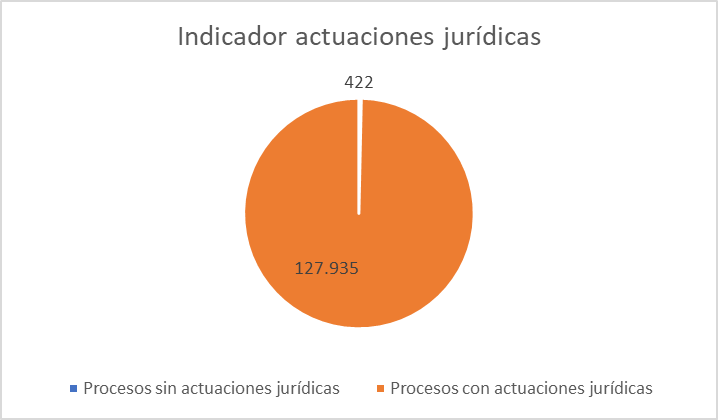 Indicador actuaciones jurídicas
422
127.935
Procesos sin actuaciones jurídicas
Procesos con actuaciones jurídicas